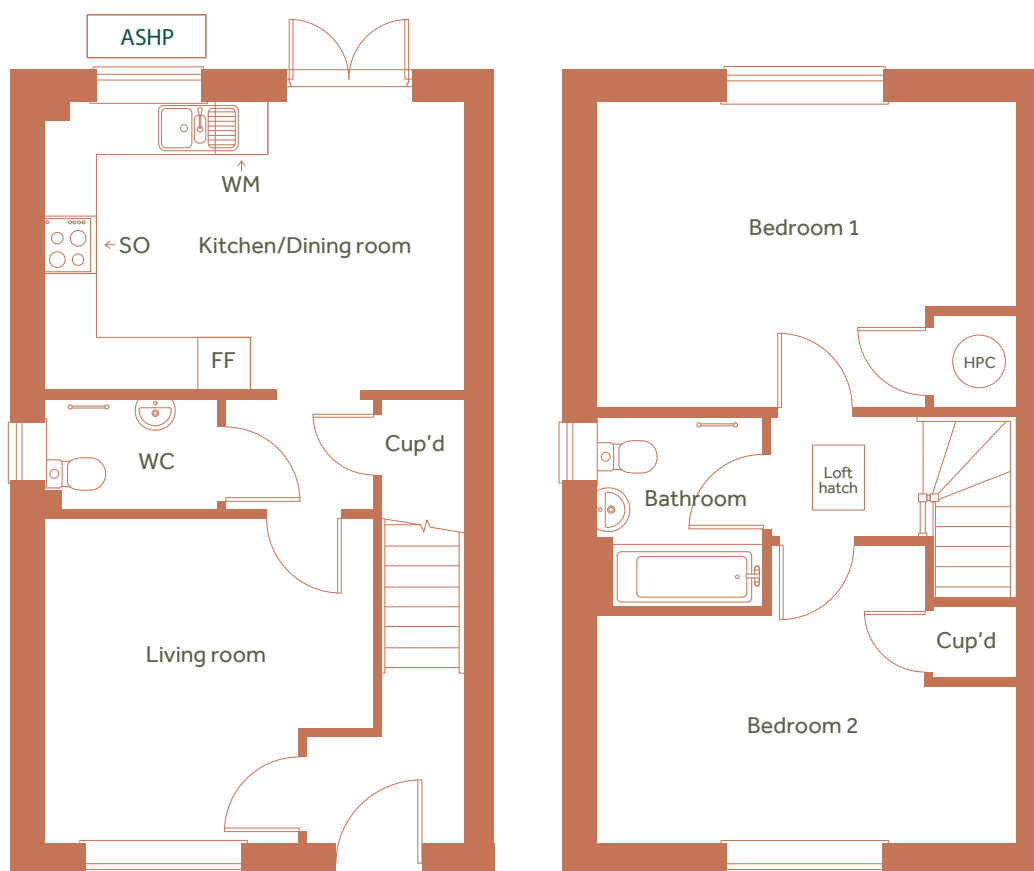 ASHP
WM
SO
Kitchen/Dining room
FF
WC
Cup'd
Living room
Bedroom 1
HPC
Loft
hatch
Bathroom
Cup'd
Bedroom 2